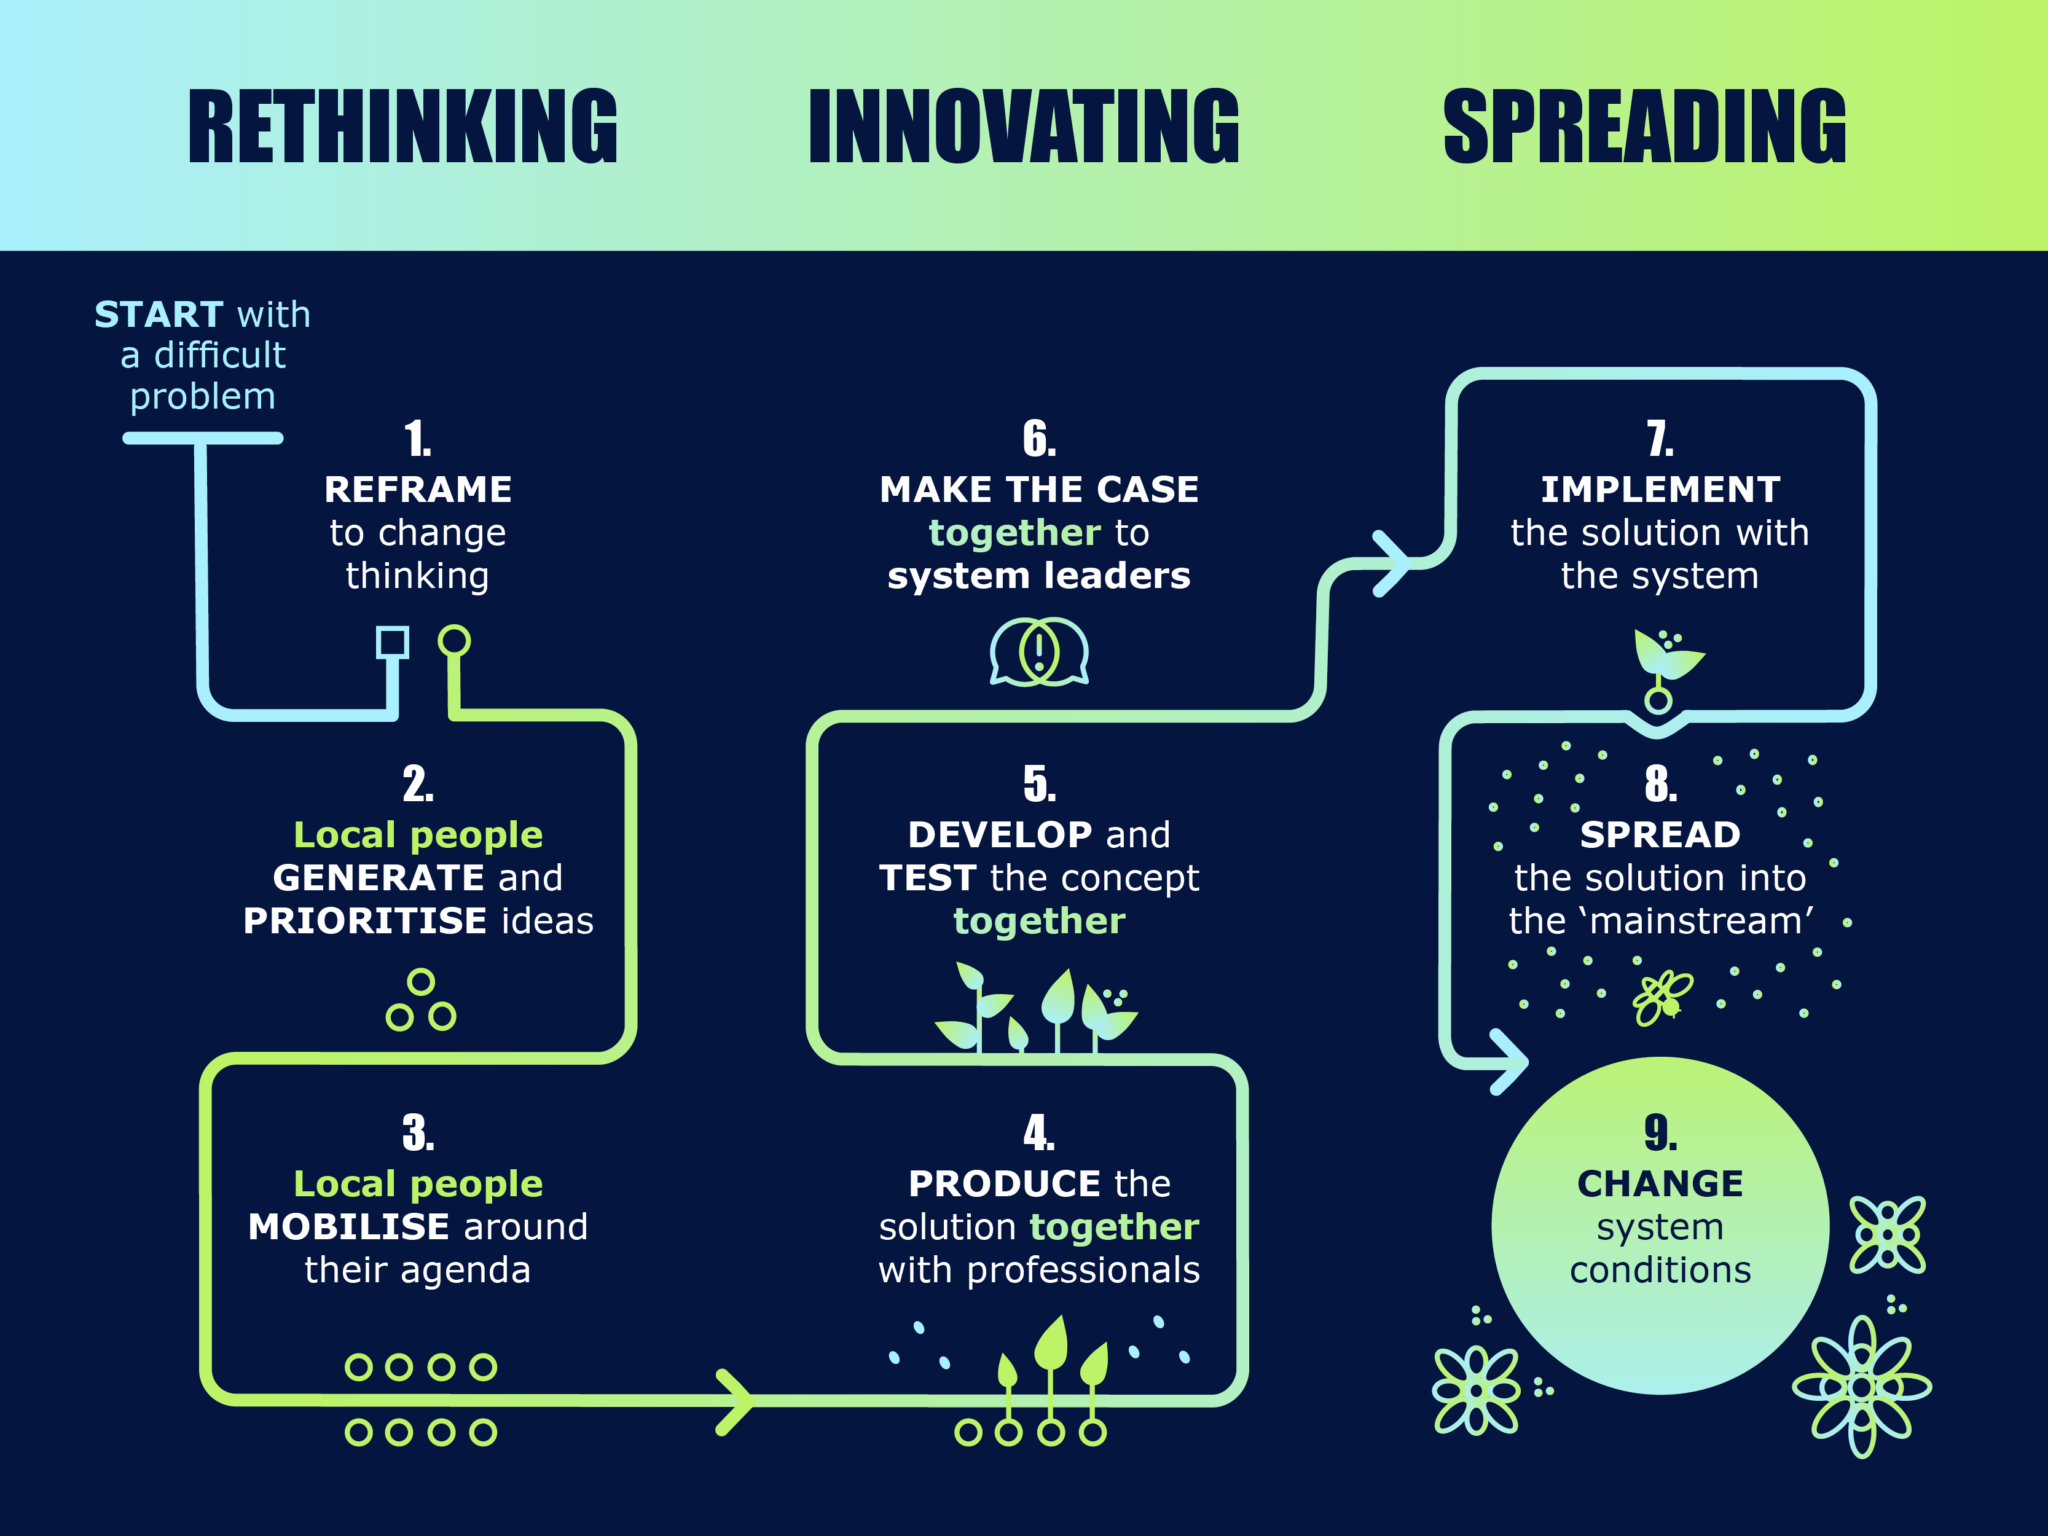 RETHINKING
INNOVATING
SPREADING
START with
a difficult
problem
1.
REFRAME
to change
thinking
2.
Local people
GENERATE and
PRIORITISE ideas
3.
Local people
MOBILISE around
their agenda
4.
PRODUCE the
solution together
with professionals
5.
DEVELOP and
TEST the concept
together
6.
MAKE THE CASE
together to
system leaders
!
7.
IMPLEMENT
the solution with
the system
8.
SPREAD
the solution into
the ‘mainstream’
9.
CHANGE
system
conditions